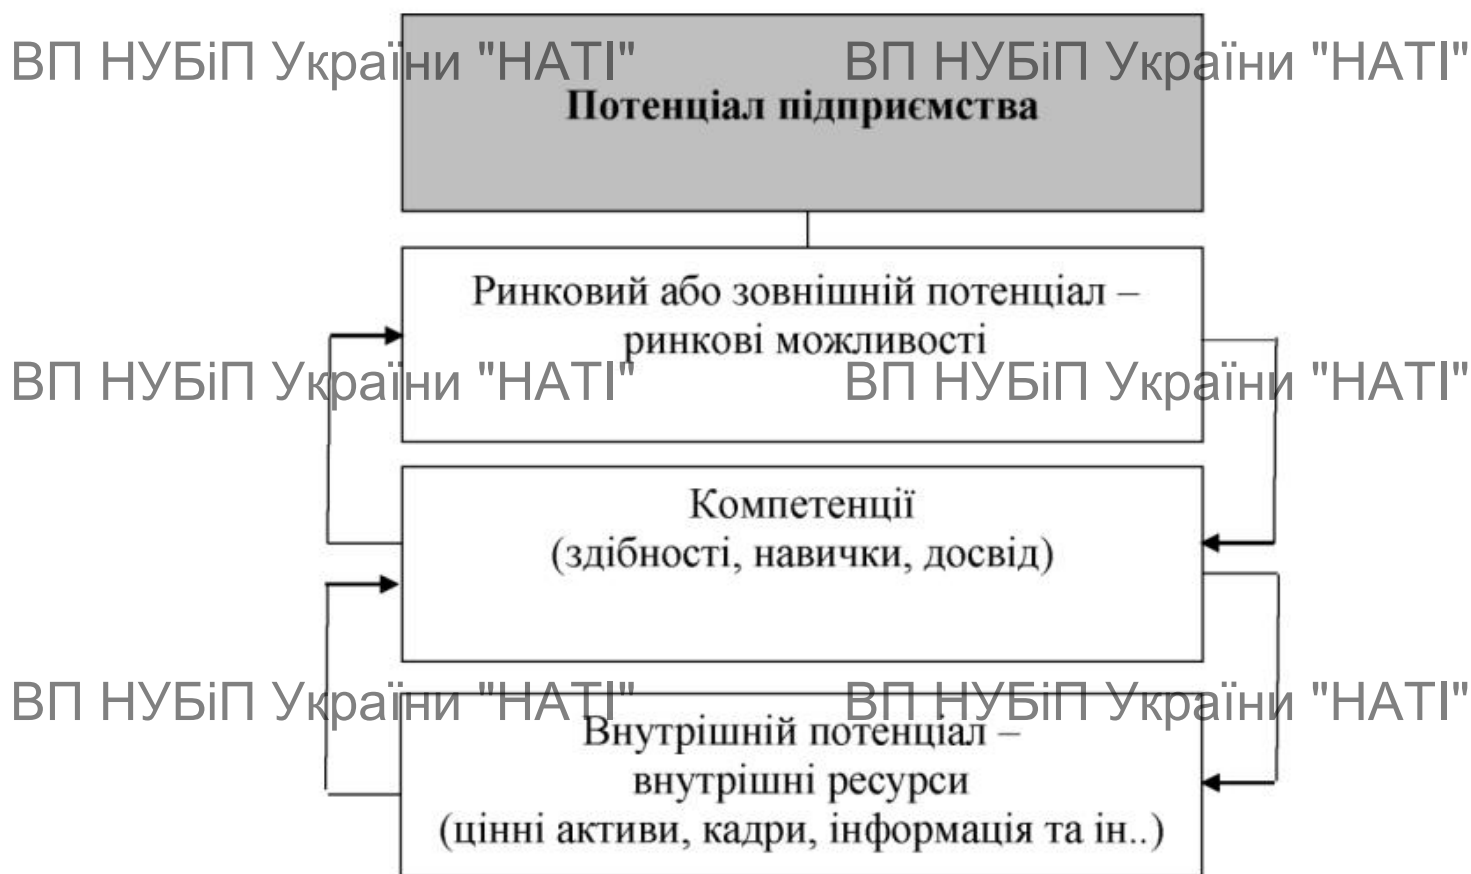 ВП НУБіП України "НАТІ" ВП НУБіП України "НАТІ"
Потенціал підприємства
Ринковий або зовнішній потенціал –
ринкові можливості
ВП НУБіП України "НАТІ" ВП НУБіП України "НАТІ"
Компетенції
(здібності, навички, досвід)
ВП НУБіП України "НАТІ" ВП НУБіП України "НАТІ"
Внутрішній потенціал –
внутрішні ресурси
(цінні активи, кадри, інформація та ін..)